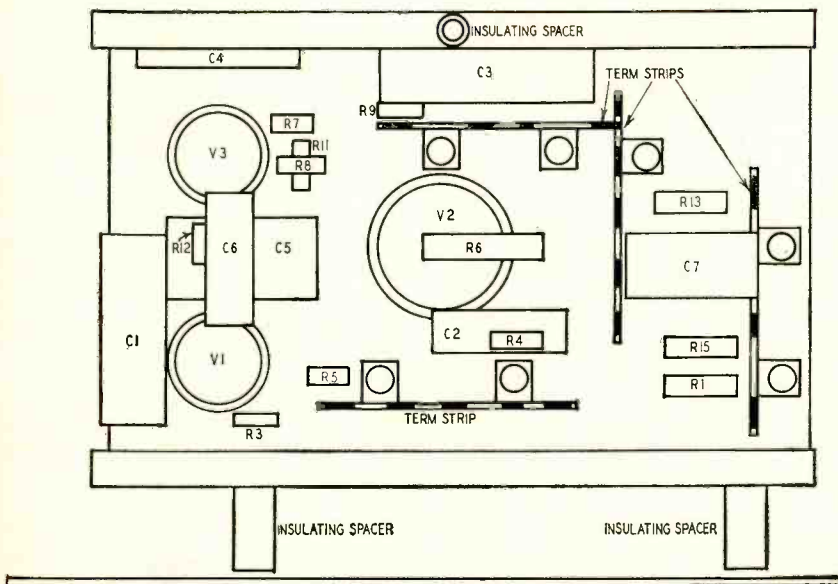 INSULATING SPACER
C4
C3
TERM STRIPS
R9
R7
V3
R11
R8
R13
V2
R12
C6
C5
R6
C7
C1
C2
R4
R15
V1
R5
R1
TERM STRIP
R3
INSULATING SPACER
INSULATING SPACER